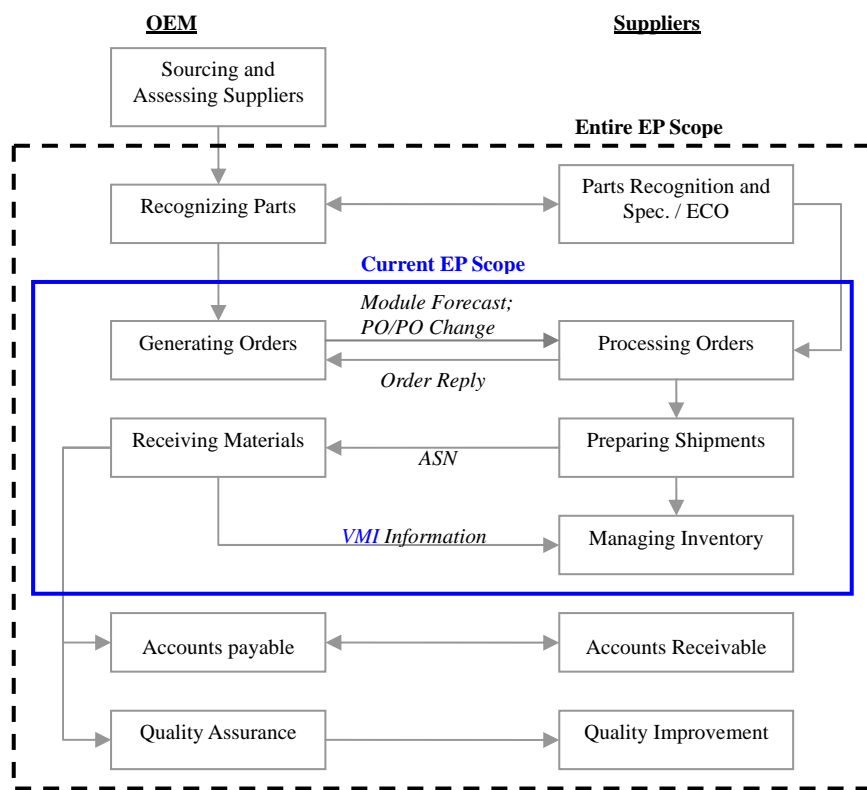 OEM
Suppliers
Sourcing and
Assessing Suppliers
Entire EP Scope
Recognizing Parts
Parts Recognition and
Spec. / ECO
Current EP Scope
Module Forecast;
PO/PO Change
Generating Orders
Processing Orders
Order Reply
Receiving Materials
Preparing Shipments
ASN
VMI Information
Managing Inventory
Accounts payable
Accounts Receivable
Quality Assurance
Quality Improvement